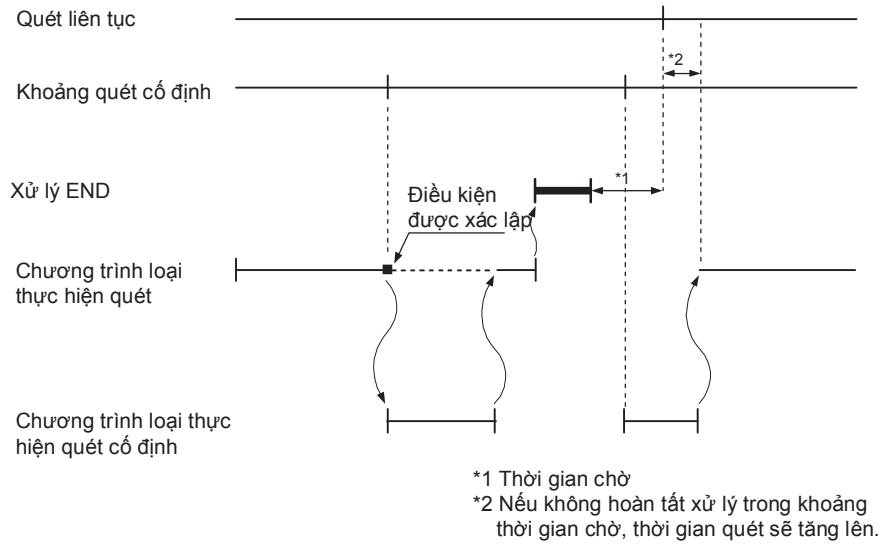 Quét liên tục
*2
Khoảng quét cố định
Xử lý END
*1
Điều kiện
được xác lập
Chương trình loại
thực hiện quét
Chương trình loại thực
hiện quét cố định
*1 Thời gian chờ
*2 Nếu không hoàn tất xử lý trong khoảng
thời gian chờ, thời gian quét sẽ tăng lên.